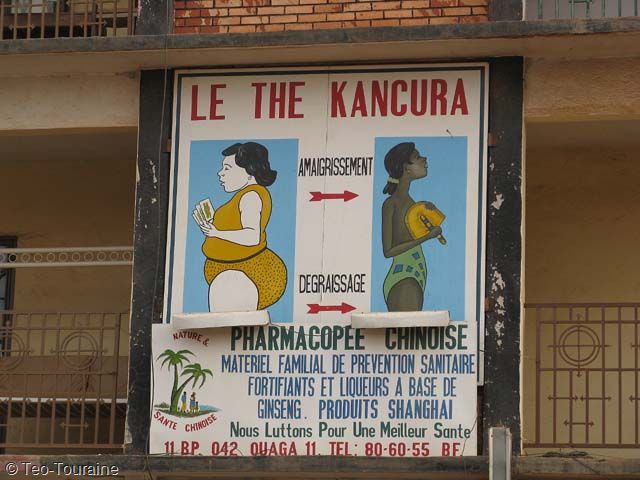 LE THE KANCURA
AMAIGRISSEMENT
DEGRAISSAGE
NATURE &
SANTE CHINOISE
PHARMACOPÉE CHINOISE
MATERIEL FAMILIAL DE PREVENTION SANITAIRE
FORTIFIANTS ET LIQUEURS A BASE DE
GINSENG. PRODUITS SHANGHAI
Nous Luttons Pour Une Meilleur Sante
11 BP. 042 OUAGA 11. TEL: 80-60-55 BF
© Teo-Touraine